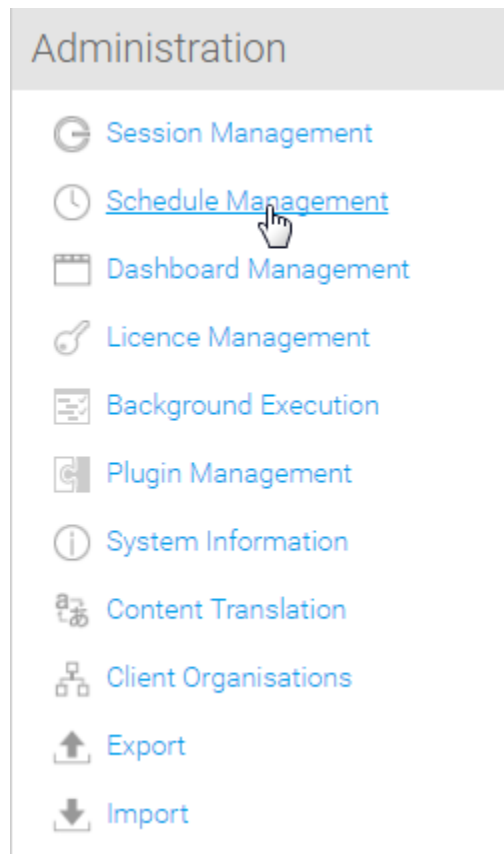 Administration
Session Management
Schedule Management
Dashboard Management
Licence Management
Background Execution
Plugin Management
System Information
Content Translation
Client Organisations
Export
Import